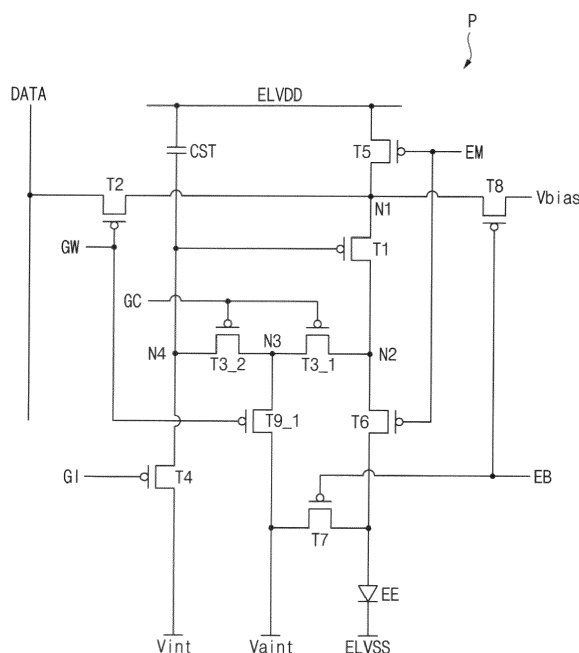 P
DATA
ELVDD
CST
T5
EM
T2
T8
N1
Vbias
GW
T1
GC
N4
N3
N2
T3_2
T3_1
T9_1
T6
GI
T4
EB
T7
EE
Vint
Vaint
ELVSS